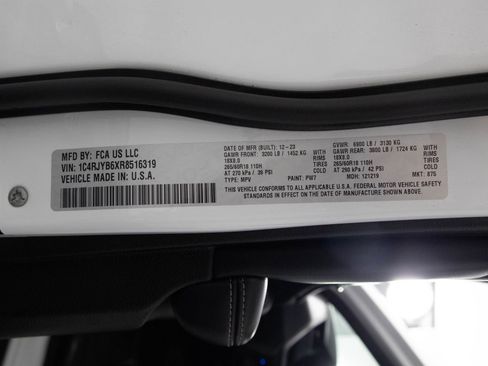 MFD BY: FCA US LLC
VIN: 1C4RJYB6XR8516319
VEHICLE MADE IN: U.S.A.
DATE OF MFR (BUILT): 12-23
GAWR FRONT: 3200 LB / 1452 KG WITH
18X8.0 RIMS
265/60R18 110H TIRES
AT 270 kPa / 39 PSI COLD
TYPE: MPV PAINT: PW7
GVWR: 6900 LB / 3130 KG
GAWR REAR: 3800 LB / 1724 KG WITH
18X8.0 RIMS
265/60R18 110H TIRES
AT 290 kPa / 42 PSI COLD
MDH: 121219 MKT: 875
THIS VEHICLE CONFORMS TO ALL APPLICABLE U.S.A. FEDERAL MOTOR VEHICLE SAFETY
STANDARDS IN EFFECT ON THE DATE OF MANUFACTURE SHOWN ABOVE.